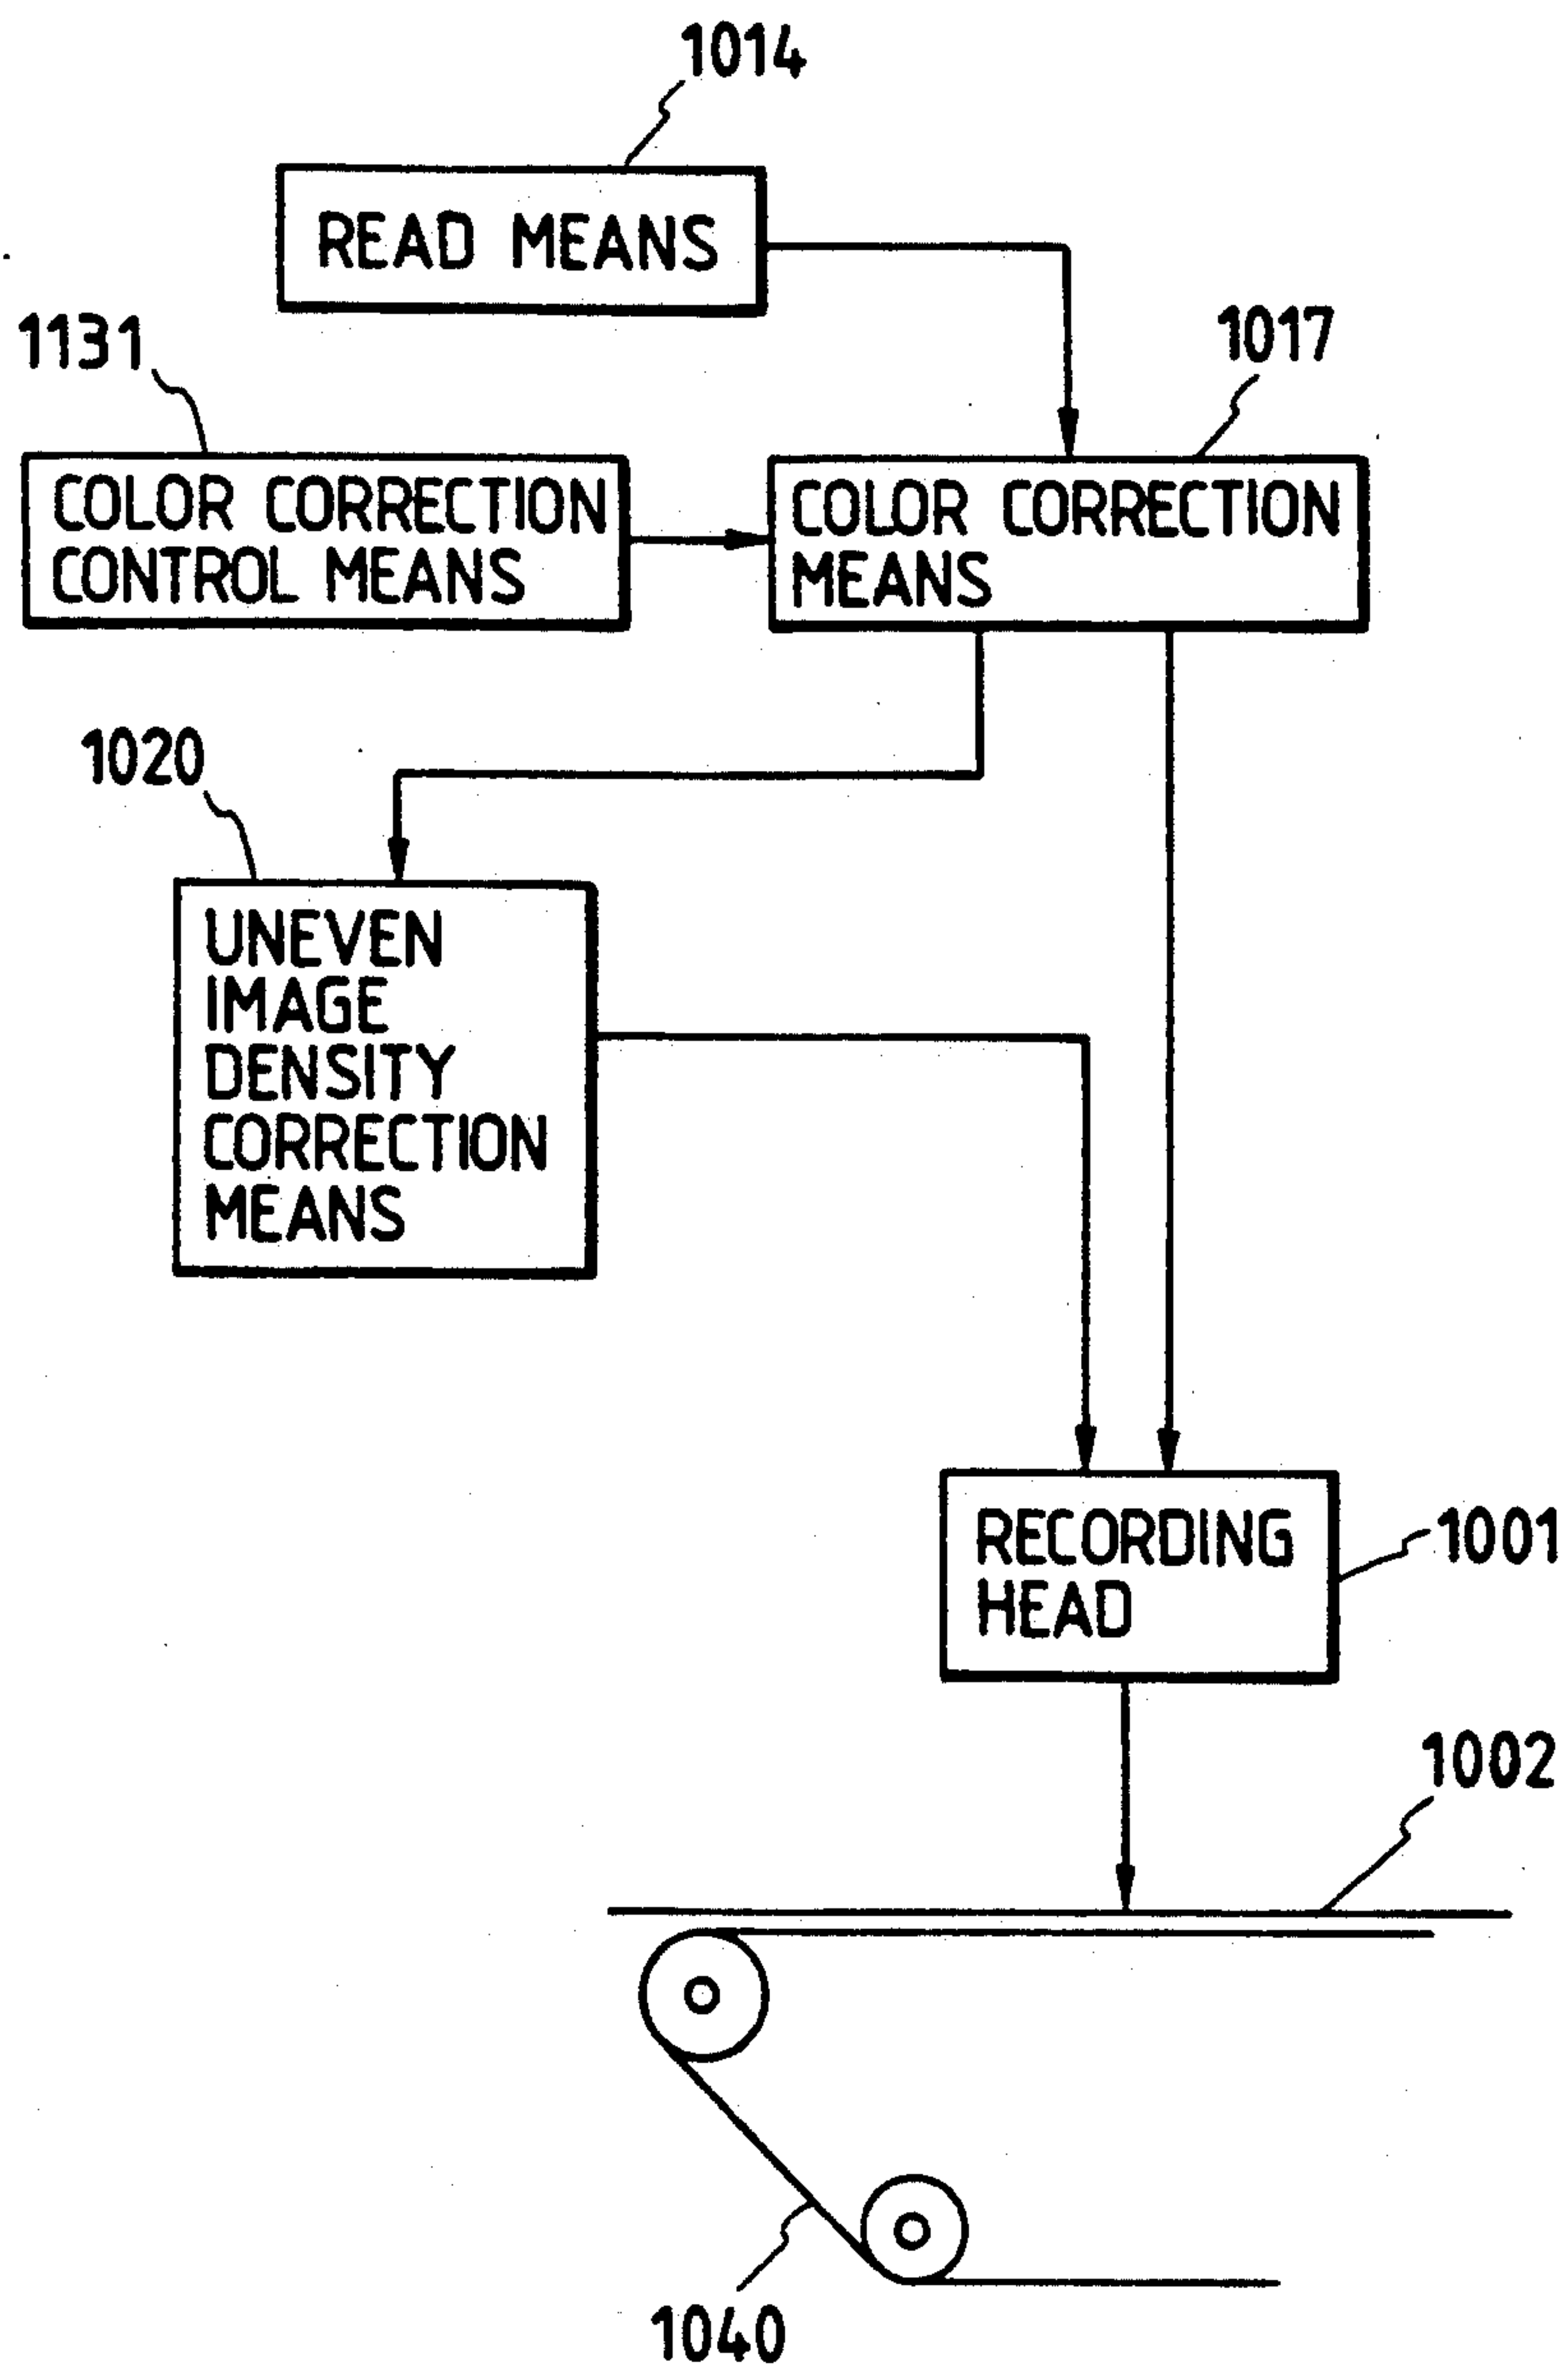 1014
READ MEANS
1131
1017
COLOR CORRECTION
CONTROL MEANS
COLOR CORRECTION
MEANS
1020
UNEVEN
IMAGE
DENSITY
CORRECTION
MEANS
RECORDING
HEAD
1001
1002
1040